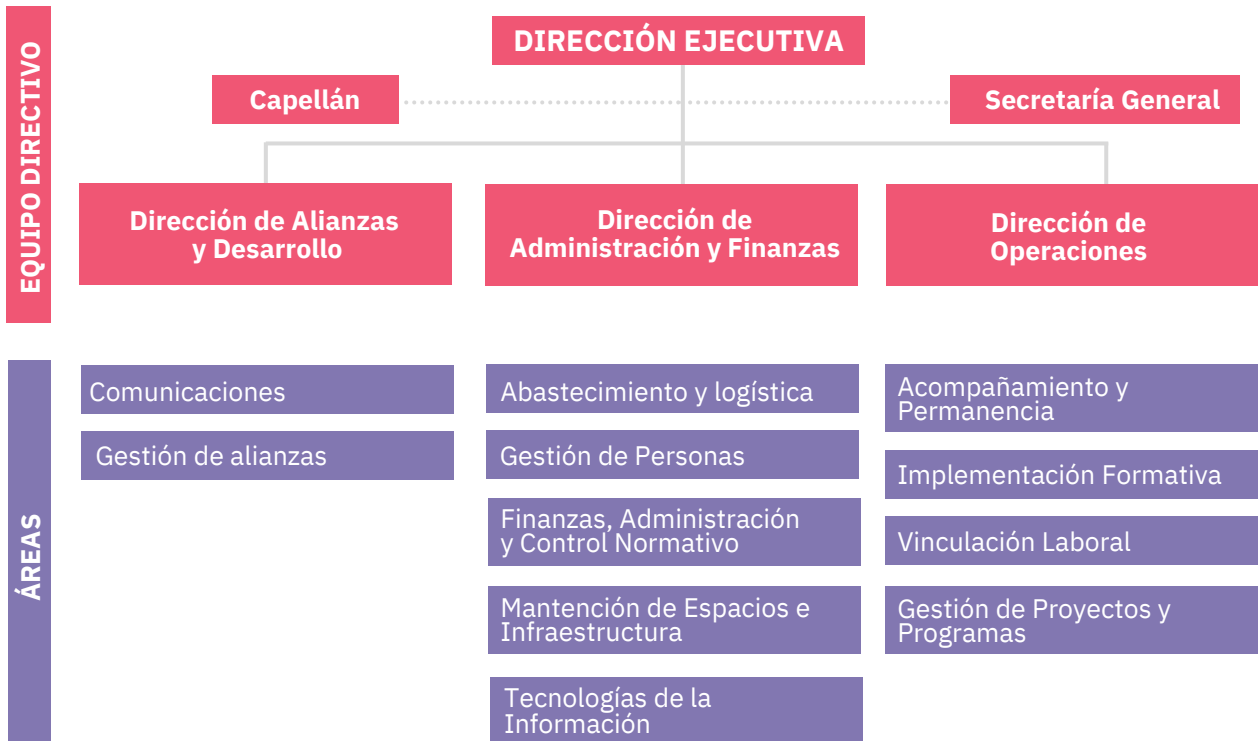 EQUIPO DIRECTIVO
DIRECCIÓN EJECUTIVA
Capellán
Secretaría General
Dirección de Alianzas
y Desarrollo
Dirección de
Administración y Finanzas
Dirección de
Operaciones
ÁREAS
Comunicaciones
Gestión de alianzas
Abastecimiento y logística
Gestión de Personas
Finanzas, Administración
y Control Normativo
Mantención de Espacios e
Infraestructura
Tecnologías de la
Información
Acompañamiento y
Permanencia
Implementación Formativa
Vinculación Laboral
Gestión de Proyectos y
Programas